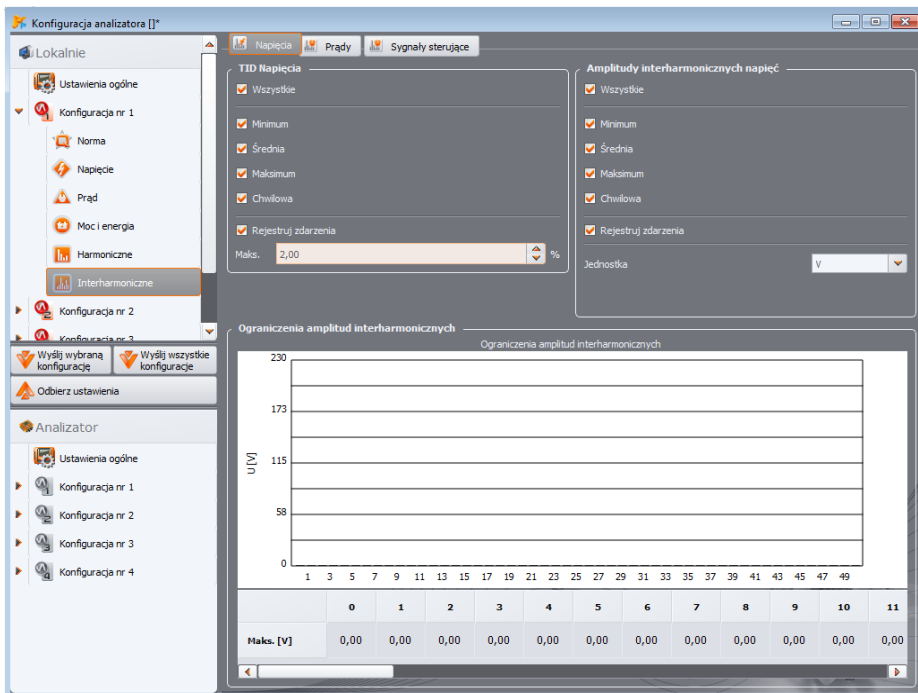 Konfiguracja analizatora []*
Lokalnie
Ustawienia ogólne
Konfiguracja nr 1
Norma
Napięcie
Prąd
Moc i energia
Harmoniczne
Interharmoniczne
Konfiguracja nr 2
Konfiguracja nr 3
Wyślij wybraną konfigurację
Wyślij wszystkie konfiguracje
Odbierz ustawienia
Analizator
Ustawienia ogólne
Konfiguracja nr 1
Konfiguracja nr 2
Konfiguracja nr 3
Konfiguracja nr 4
Napięcia Prądy Sygnały sterujące
TID Napięcia
Wszystkie
Minimum
Średnia
Maksimum
Chwilowa
Rejestruj zdarzenia
Maks. 2,00 %
Amplitudy interharmonicznych napięć
Wszystkie
Minimum
Średnia
Maksimum
Chwilowa
Rejestruj zdarzenia
Jednostka V
Ograniczenia amplitud interharmonicznych
Ograniczenia amplitud interharmonicznych
U [V]
230
173
115
58
0
1 3 5 7 9 11 13 15 17 19 21 23 25 27 29 31 33 35 37 39 41 43 45 47 49
0 1 2 3 4 5 6 7 8 9 10 11
Maks. [V] 0,00 0,00 0,00 0,00 0,00 0,00 0,00 0,00 0,00 0,00 0,00 0,00